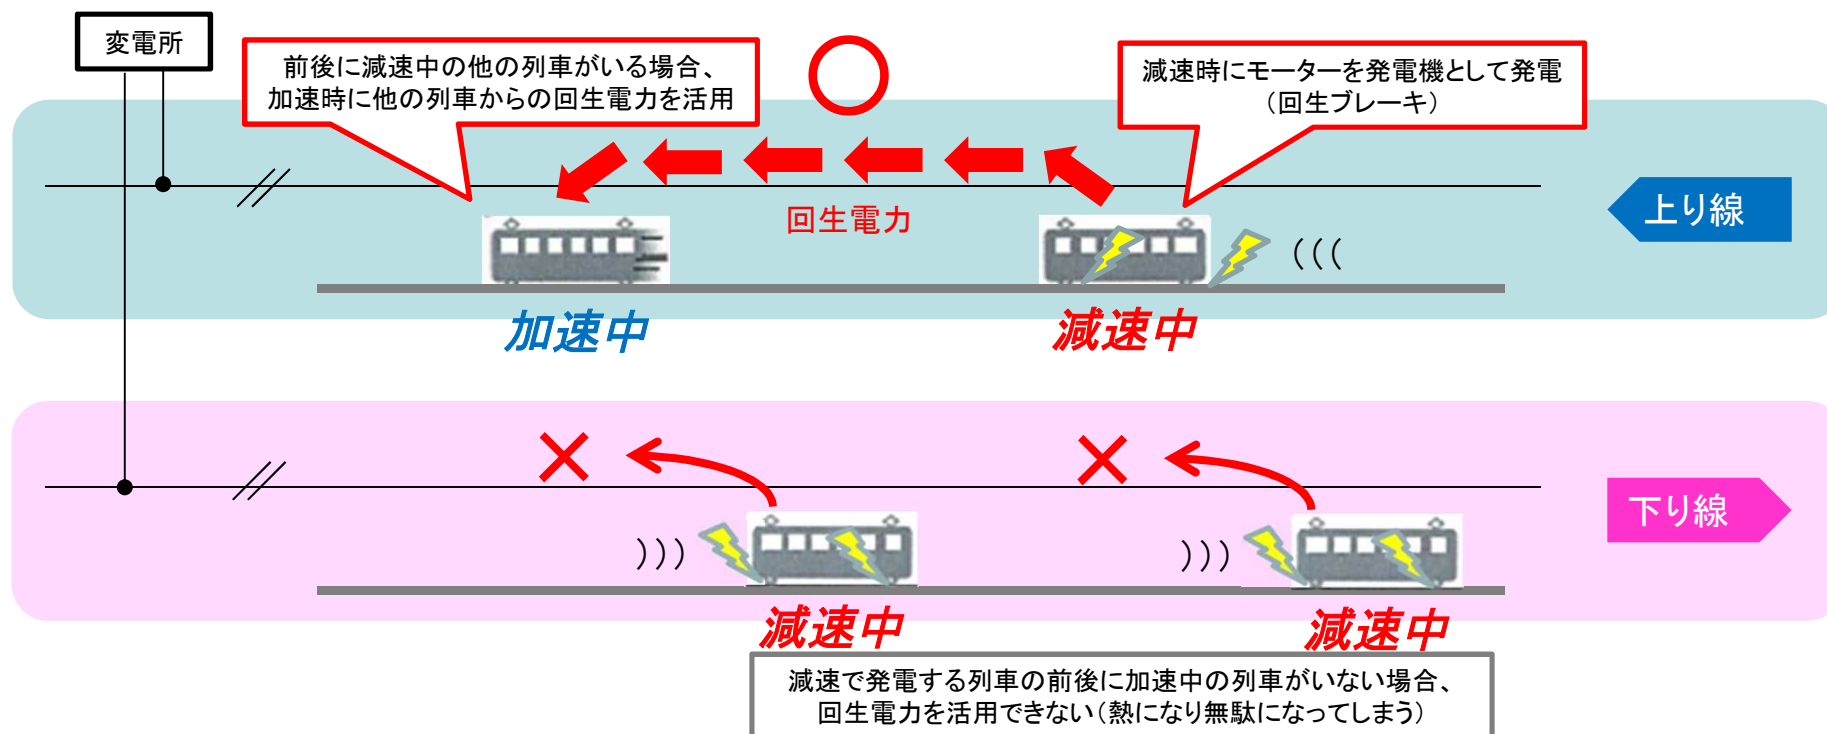 変電所
前後に減速中の他の列車がいる場合、
加速時に他の列車からの回生電力を活用
減速時にモーターを発電機として発電
（回生ブレーキ）
回生電力
上り線
(((
加速中
減速中
下り線
)))
)))
減速中
減速中
減速で発電する列車の前後に加速中の列車がいない場合、
回生電力を活用できない（熱になり無駄になってしまう）